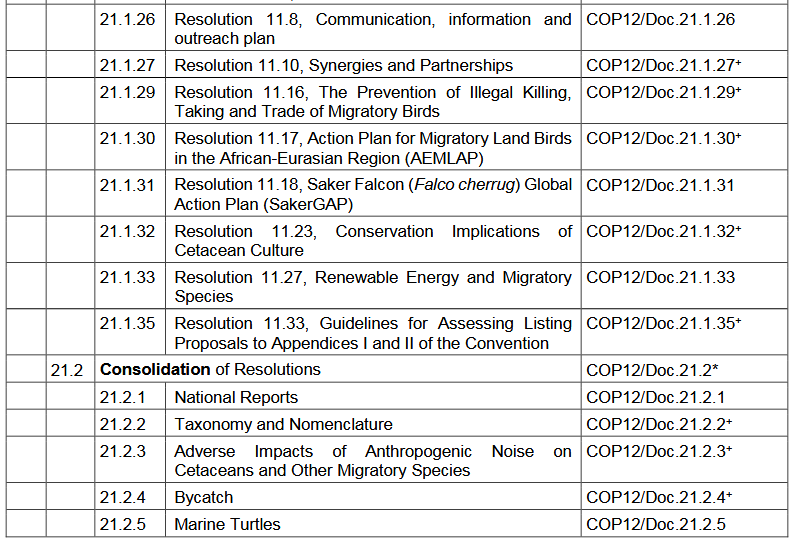 21.1.26 Resolution 11.8, Communication, information and COP12/Doc.21.1.26
outreach plan
21.1.27 Resolution 11.10, Synergies and Partnerships COP12/Doc.21.1.27+
21.1.29 Resolution 11.16, The Prevention of Illegal Killing, COP12/Doc.21.1.29+
Taking and Trade of Migratory Birds
21.1.30 Resolution 11.17, Action Plan for Migratory Land Birds COP12/Doc.21.1.30+
in the African-Eurasian Region (AEMLAP)
21.1.31 Resolution 11.18, Saker Falcon (Falco cherrug) Global COP12/Doc.21.1.31
Action Plan (SakerGAP)
21.1.32 Resolution 11.23, Conservation Implications of COP12/Doc.21.1.32+
Cetacean Culture
21.1.33 Resolution 11.27, Renewable Energy and Migratory COP12/Doc.21.1.33
Species
21.1.35 Resolution 11.33, Guidelines for Assessing Listing COP12/Doc.21.1.35+
Proposals to Appendices I and II of the Convention
21.2 Consolidation of Resolutions COP12/Doc.21.2*
21.2.1 National Reports COP12/Doc.21.2.1
21.2.2 Taxonomy and Nomenclature COP12/Doc.21.2.2+
21.2.3 Adverse Impacts of Anthropogenic Noise on COP12/Doc.21.2.3+
Cetaceans and Other Migratory Species
21.2.4 Bycatch COP12/Doc.21.2.4+
21.2.5 Marine Turtles COP12/Doc.21.2.5